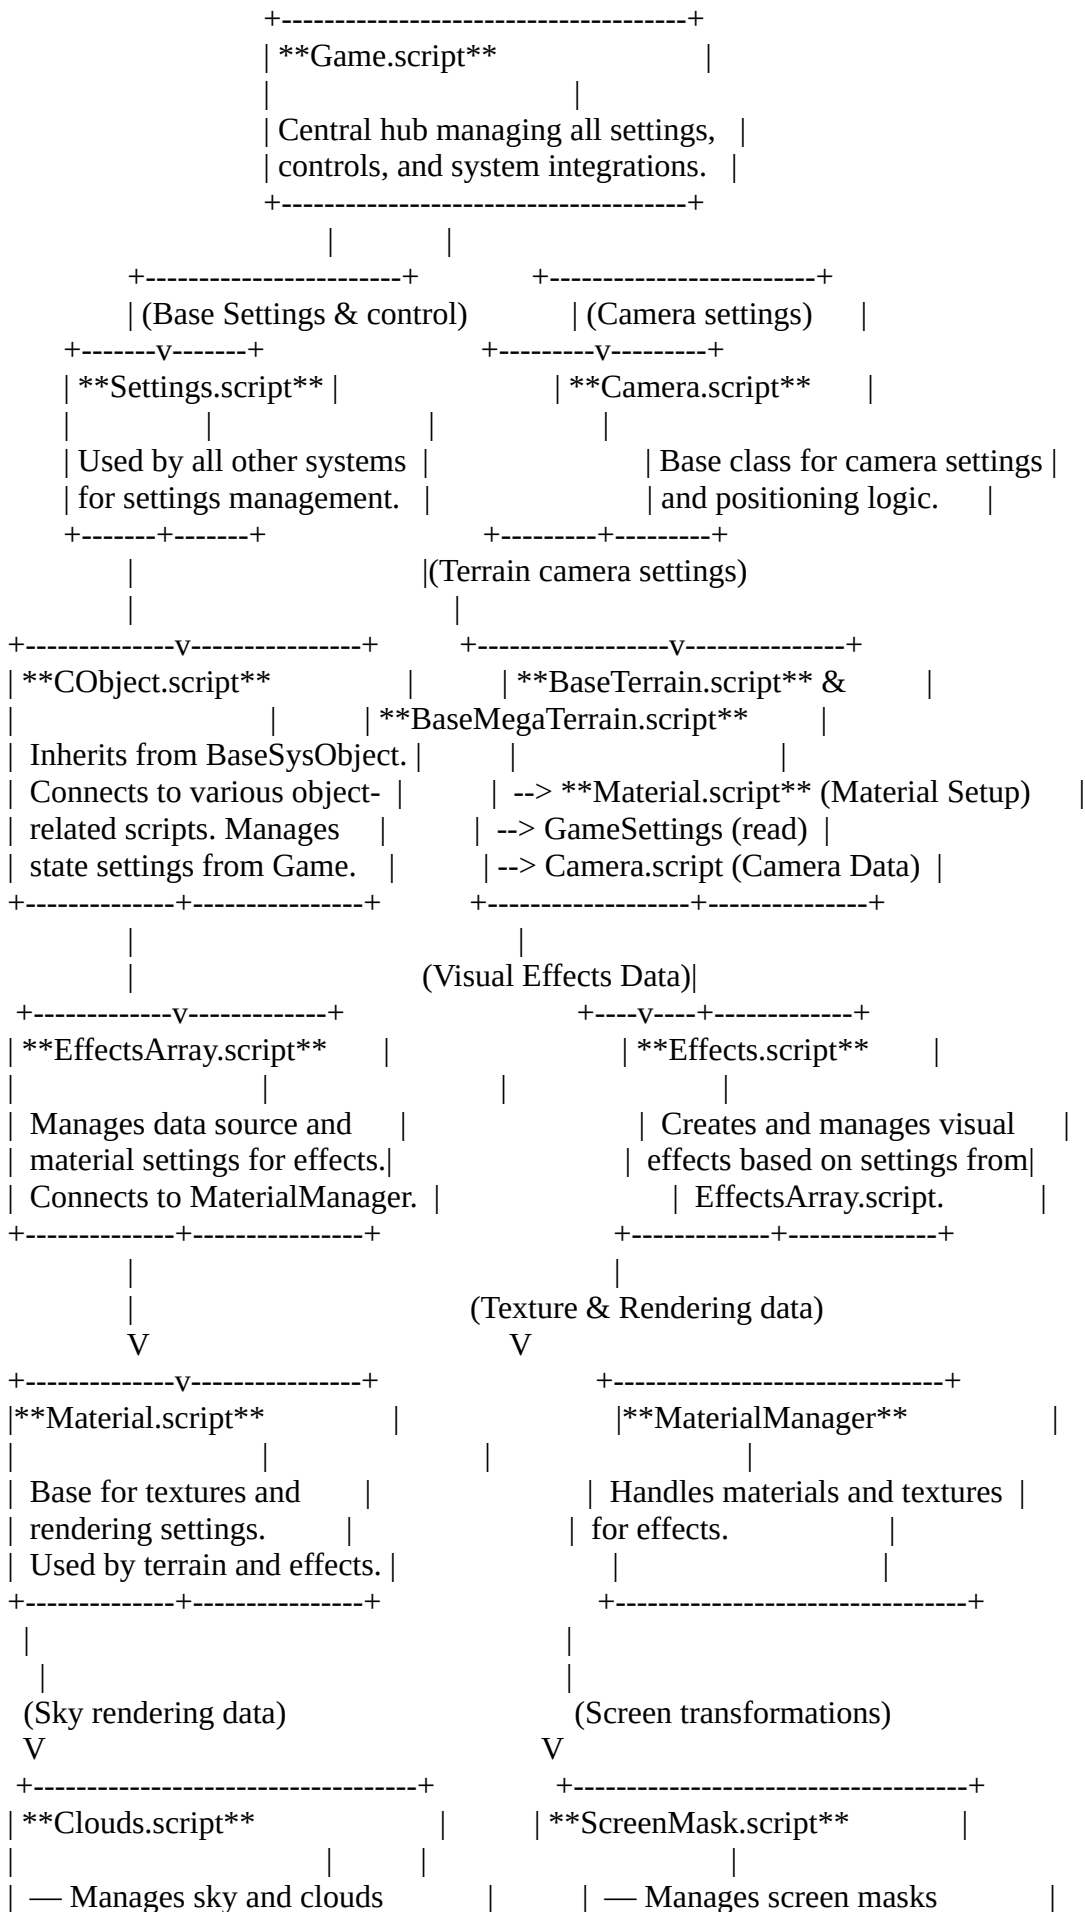 +--------------------------------------+
| **Game.script** |
| |
| Central hub managing all settings, |
| controls, and system integrations. |
+--------------------------------------+
| |
+------------------------+ +-------------------------+
| (Base Settings & control) | (Camera settings) |
+-------v-------+ +---------v---------+
| **Settings.script** | | **Camera.script** |
| | | |
| Used by all other systems | | Base class for camera settings |
| for settings management. | | and positioning logic. |
+-------+-------+ +---------+---------+
| |(Terrain camera settings)
| |
+--------------v----------------+ +------------------v---------------+
| **CObject.script** | | **BaseTerrain.script** & |
| | | **BaseMegaTerrain.script** |
| Inherits from BaseSysObject. | | |
| Connects to various object- | | --> **Material.script** (Material Setup) |
| related scripts. Manages | | --> GameSettings (read) |
| state settings from Game. | | --> Camera.script (Camera Data) |
+--------------+----------------+ +-------------------+---------------+
| |
| (Visual Effects Data)|
+-------------v-------------+ +----v----+-------------+
| **EffectsArray.script** | | **Effects.script** |
| | | |
| Manages data source and | | Creates and manages visual |
| material settings for effects.| | effects based on settings from|
| Connects to MaterialManager. | | EffectsArray.script. |
+--------------+----------------+ +-------------+--------------+
| |
| (Texture & Rendering data)
V V
+--------------v----------------+ +-------------------------------+
|**Material.script** | |**MaterialManager** |
| | | |
| Base for textures and | | Handles materials and textures |
| rendering settings. | | for effects. |
| Used by terrain and effects. | | |
+--------------+----------------+ +---------------------------------+
| |
| |
(Sky rendering data) (Screen transformations)
V V
+------------------------------------+ +-------------------------------------+
| **Clouds.script** | | **ScreenMask.script** |
| | | |
| — Manages sky and clouds | | — Manages screen masks |